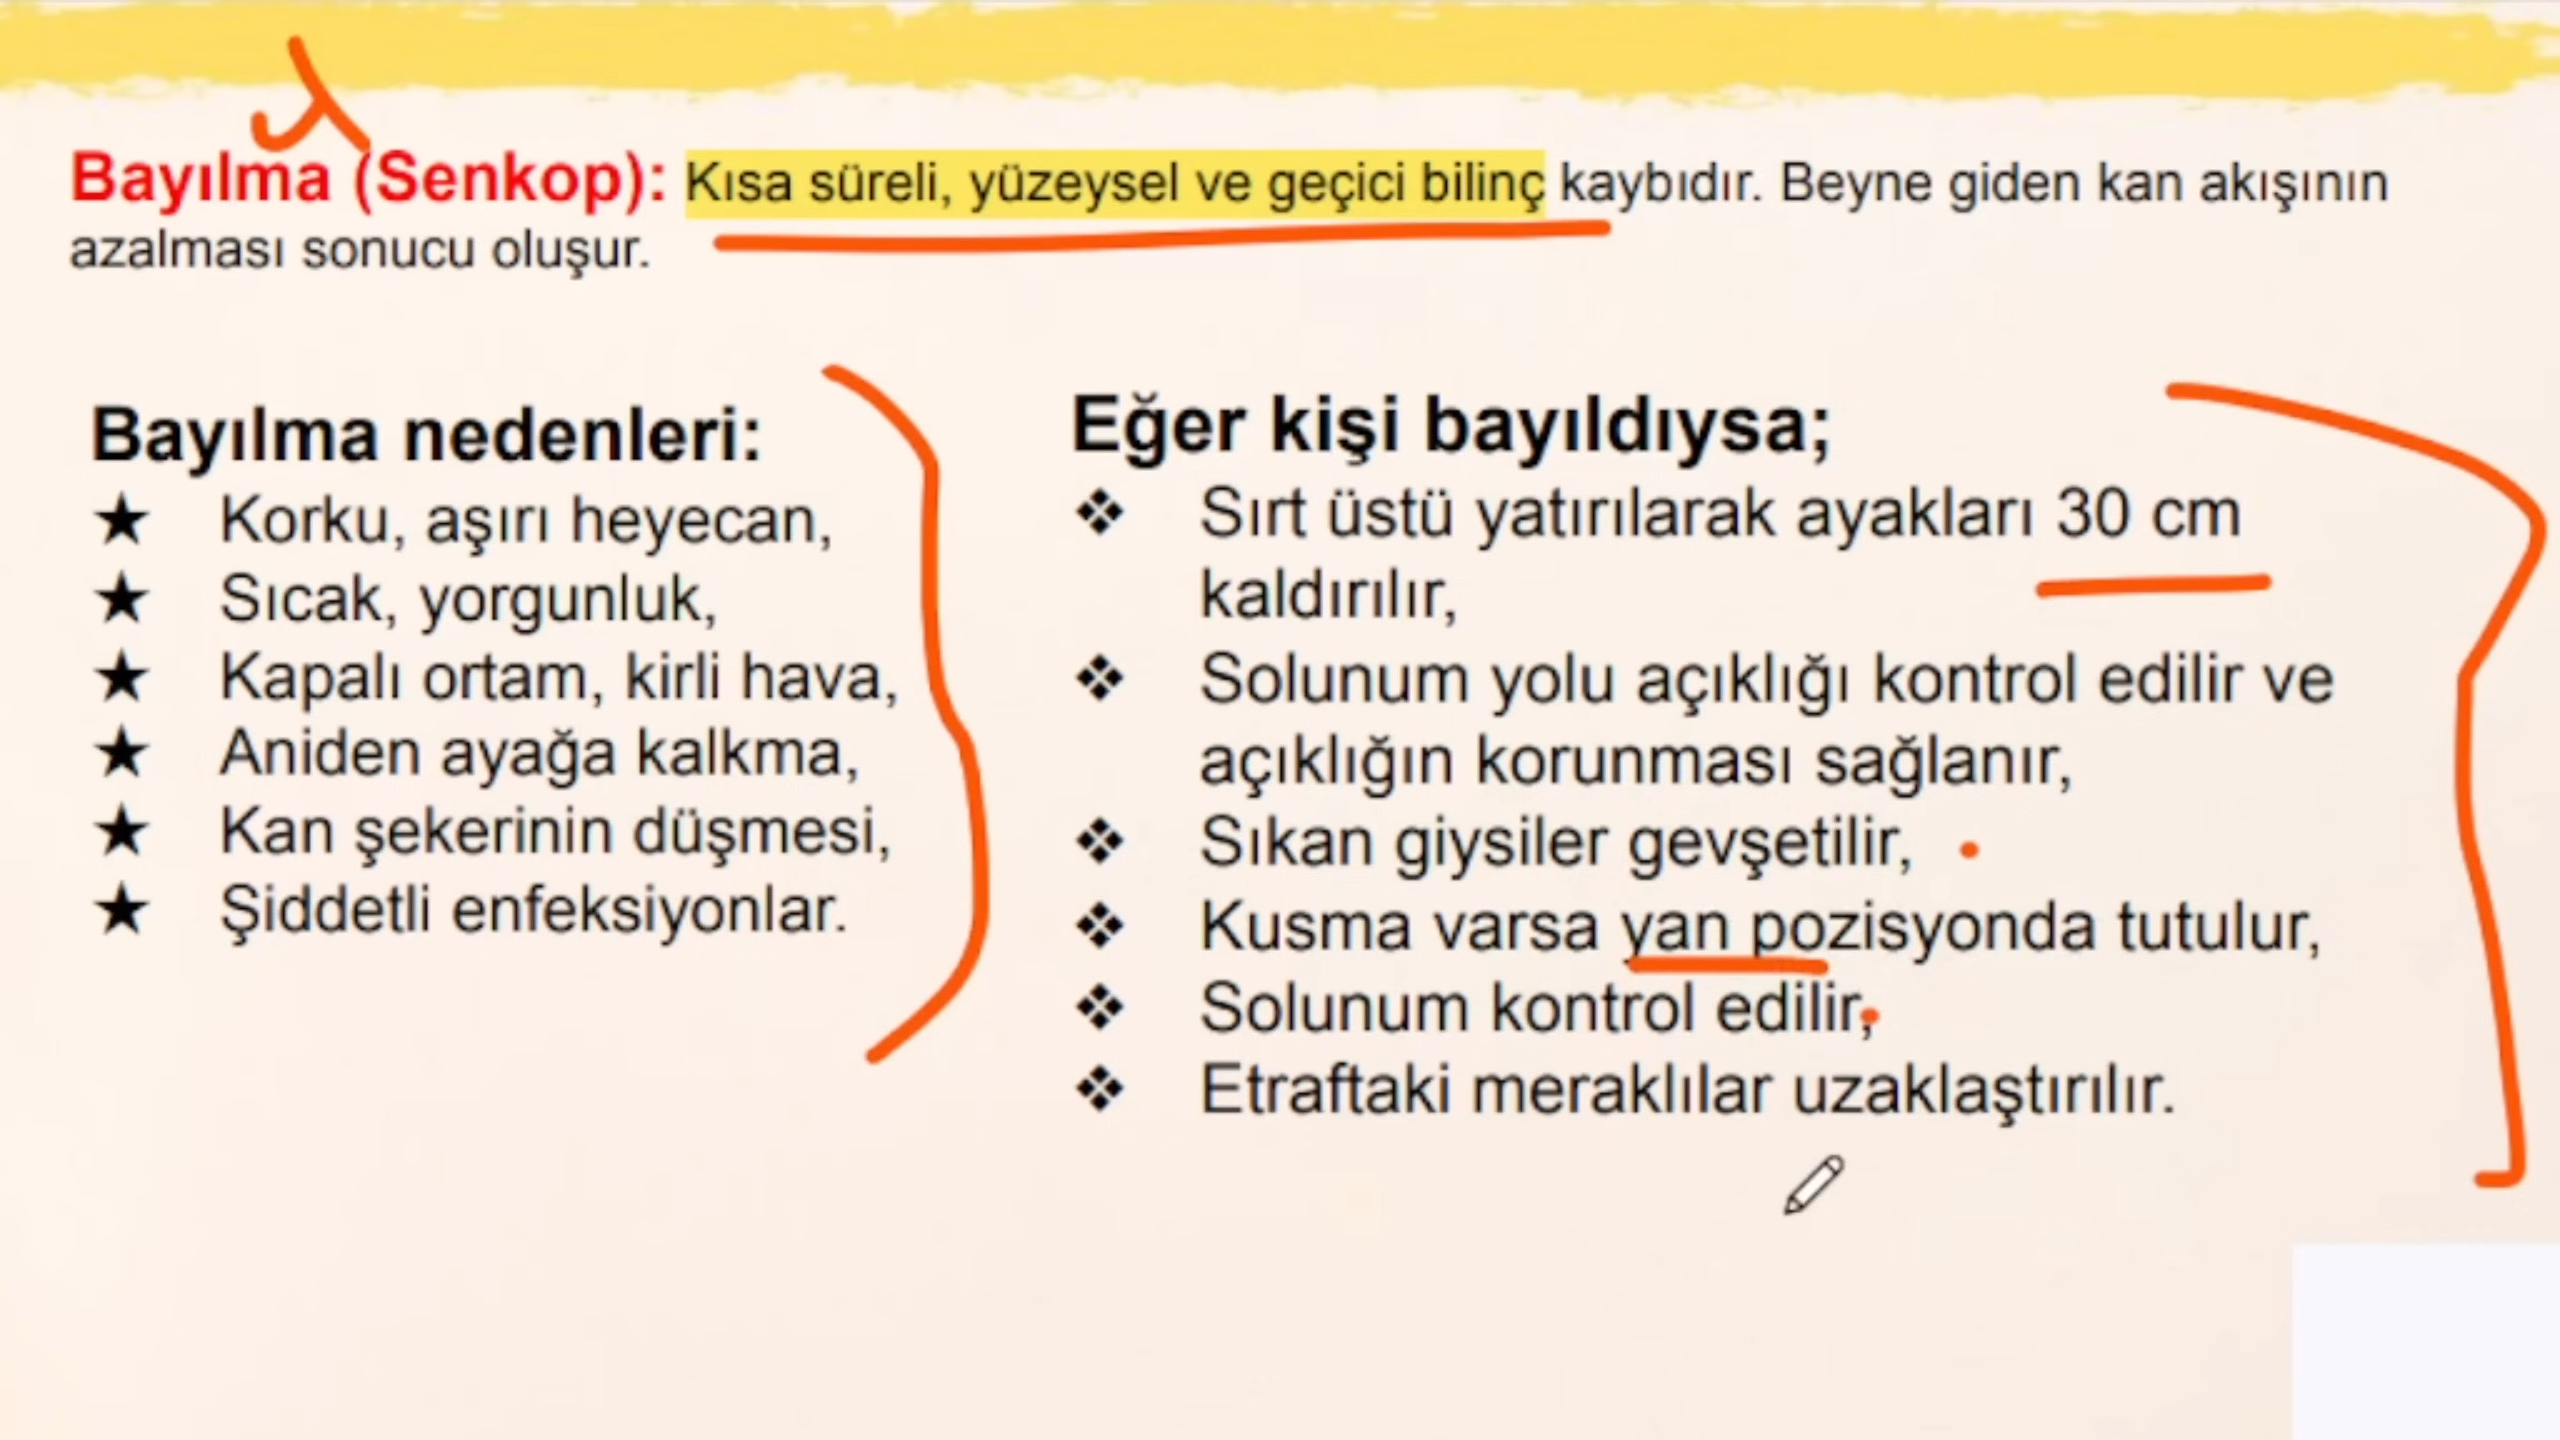 Bayılma (Senkop): Kısa süreli, yüzeysel ve geçici bilinç kaybıdır. Beyne giden kan akışının
azalması sonucu oluşur.
Bayılma nedenleri:
★ Korku, aşırı heyecan,
★ Sıcak, yorgunluk,
★ Kapalı ortam, kirli hava,
★ Aniden ayağa kalkma,
★ Kan şekerinin düşmesi,
★ Şiddetli enfeksiyonlar.
Eğer kişi bayıldıysa;
❖ Sırt üstü yatırılarak ayakları 30 cm
kaldırılır,
❖ Solunum yolu açıklığı kontrol edilir ve
açıklığın korunması sağlanır,
❖ Sıkan giysiler gevşetilir,
❖ Kusma varsa yan pozisyonda tutulur,
❖ Solunum kontrol edilir,
❖ Etraftaki meraklılar uzaklaştırılır.